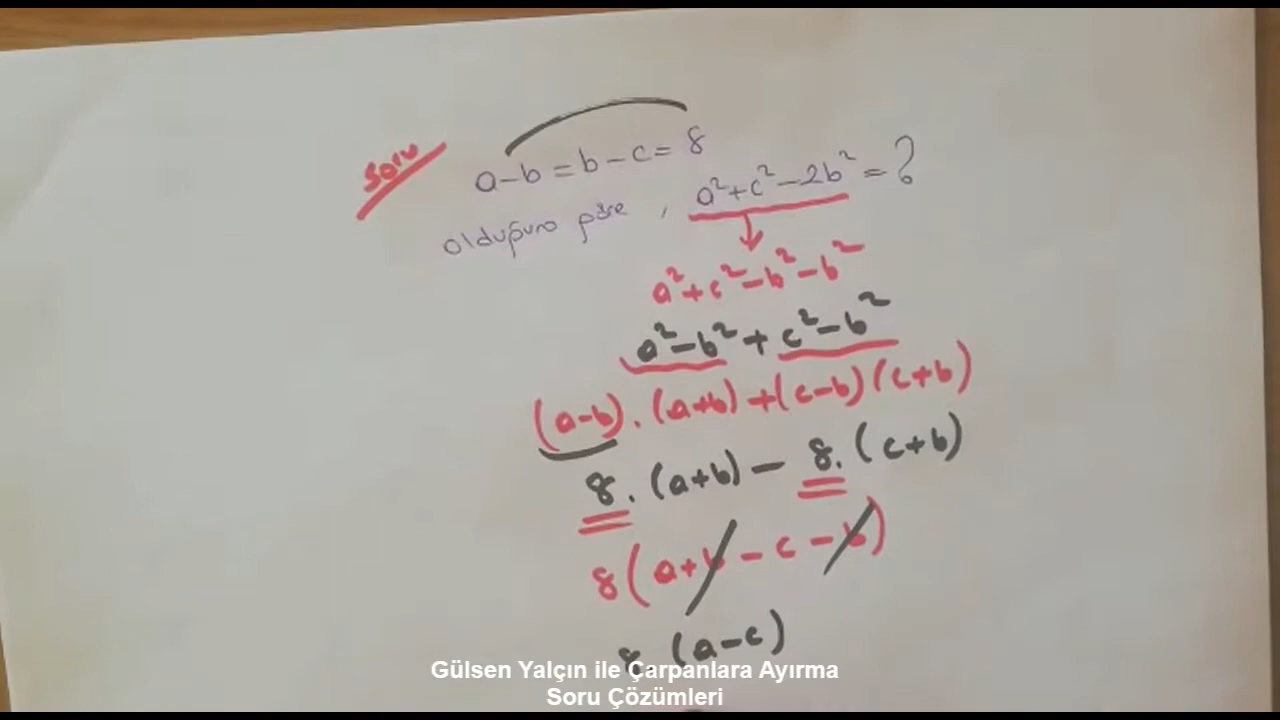 Soru
a-b = b-c = 8
olduğuna göre, a²+c²-2b² = ?
a²+c²-b²-b²
a²-b²+c²-b²
(a-b).(a+b)+(c-b)(c+b)
8.(a+b)-8.(c+b)
8(a+b-c-b)
8(a-c)
Gülsen Yalçın ile Çarpanlara Ayırma
Soru Çözümleri